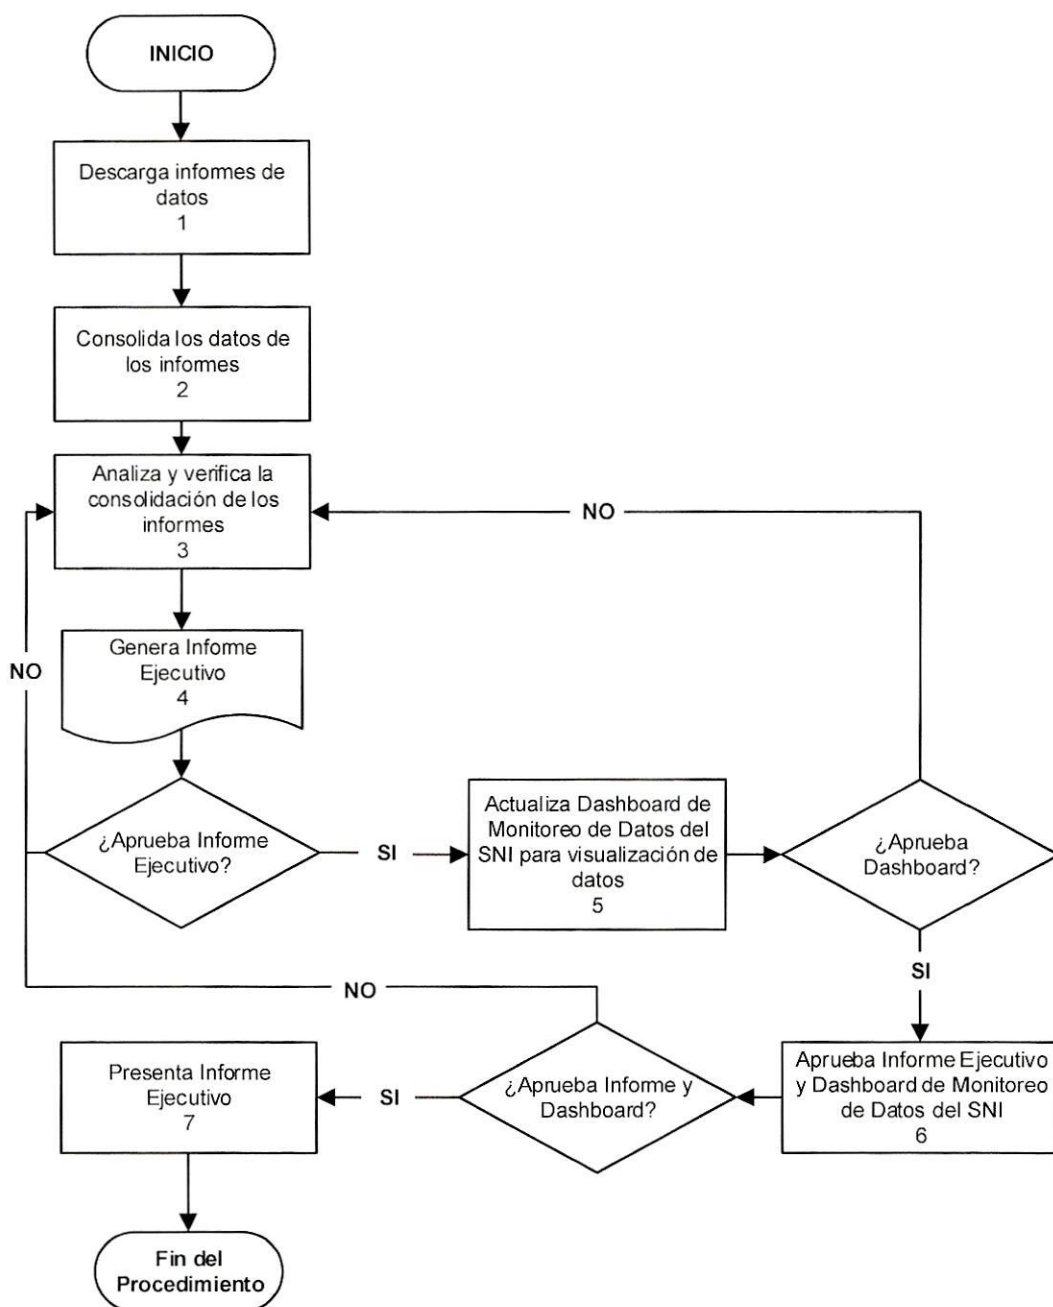 INICIO
Descarga informes de
datos
1
Consolida los datos de
los informes
2
Analiza y verifica la
consolidación de los
informes
3
NO
Genera Informe
Ejecutivo
4
NO
¿Aprueba Informe
Ejecutivo?
SI
Actualiza Dashboard de
Monitoreo de Datos del
SNI para visualización de
datos
5
¿Aprueba
Dashboard?
SI
NO
Presenta Informe
Ejecutivo
7
SI
¿Aprueba Informe y
Dashboard?
Aprueba Informe Ejecutivo
y Dashboard de Monitoreo
de Datos del SNI
6
Fin del
Procedimiento